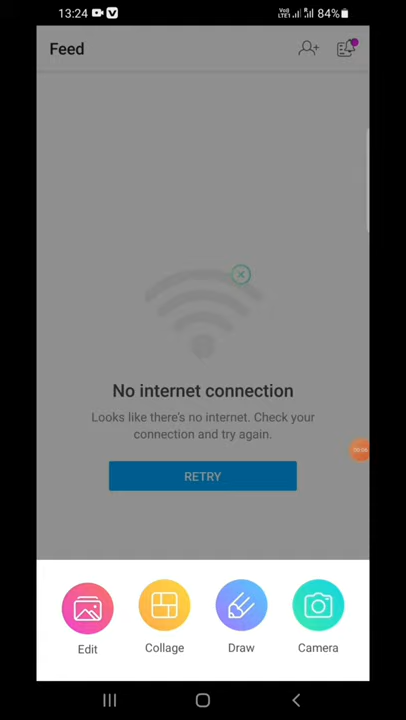 13:24 84%
Feed
No internet connection
Looks like there's no internet. Check your
connection and try again.
RETRY
Edit Collage Draw Camera